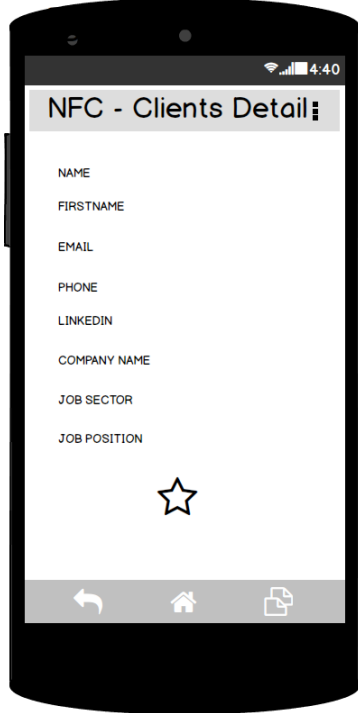 4:40
NFC - Clients Detail
NAME
FIRSTNAME
EMAIL
PHONE
LINKEDIN
COMPANY NAME
JOB SECTOR
JOB POSITION